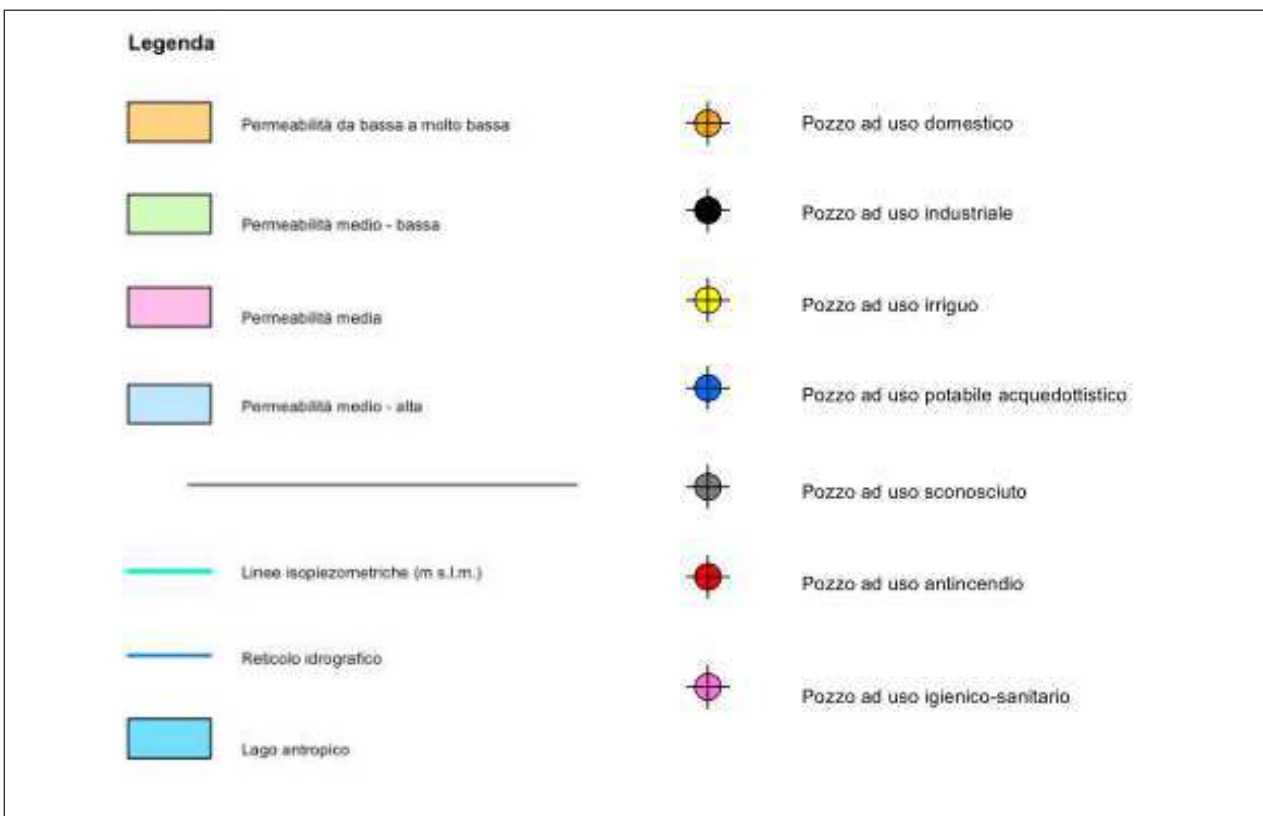 Legenda
Permeabilità da bassa a molto bassa
Permeabilità medio - bassa
Permeabilità media
Permeabilità medio - alta
Linee isopiezometriche (m s.l.m.)
Reticolo idrografico
Lago antropico
Pozzo ad uso domestico
Pozzo ad uso industriale
Pozzo ad uso irriguo
Pozzo ad uso potabile acquedottistico
Pozzo ad uso sconosciuto
Pozzo ad uso antincendio
Pozzo ad uso igienico-sanitario